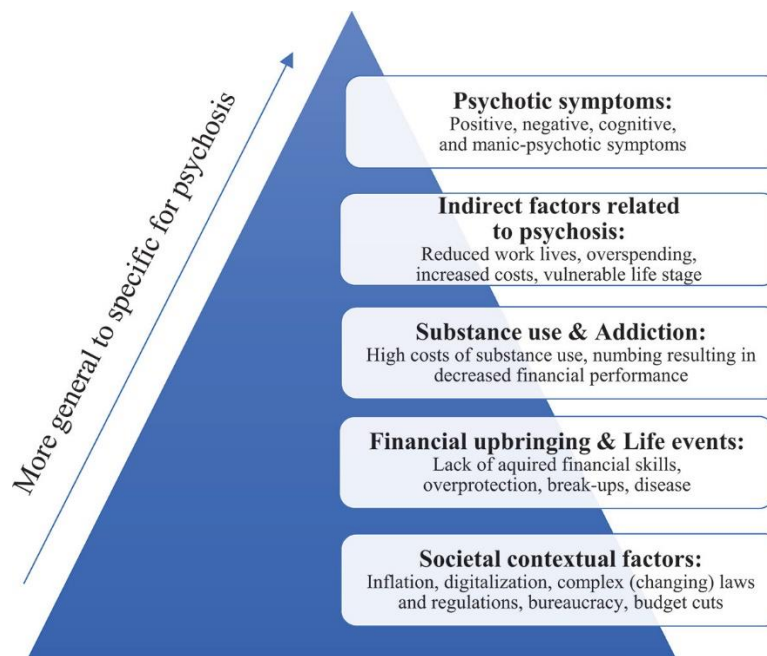 More general to specific for psychosis
Psychotic symptoms:
Positive, negative, cognitive,
and manic-psychotic symptoms
Indirect factors related
to psychosis:
Reduced work lives, overspending,
increased costs, vulnerable life stage
Substance use & Addiction:
High costs of substance use, numbing resulting in
decreased financial performance
Financial upbringing & Life events:
Lack of aquired financial skills,
overprotection, break-ups, disease
Societal contextual factors:
Inflation, digitalization, complex (changing) laws
and regulations, bureaucracy, budget cuts